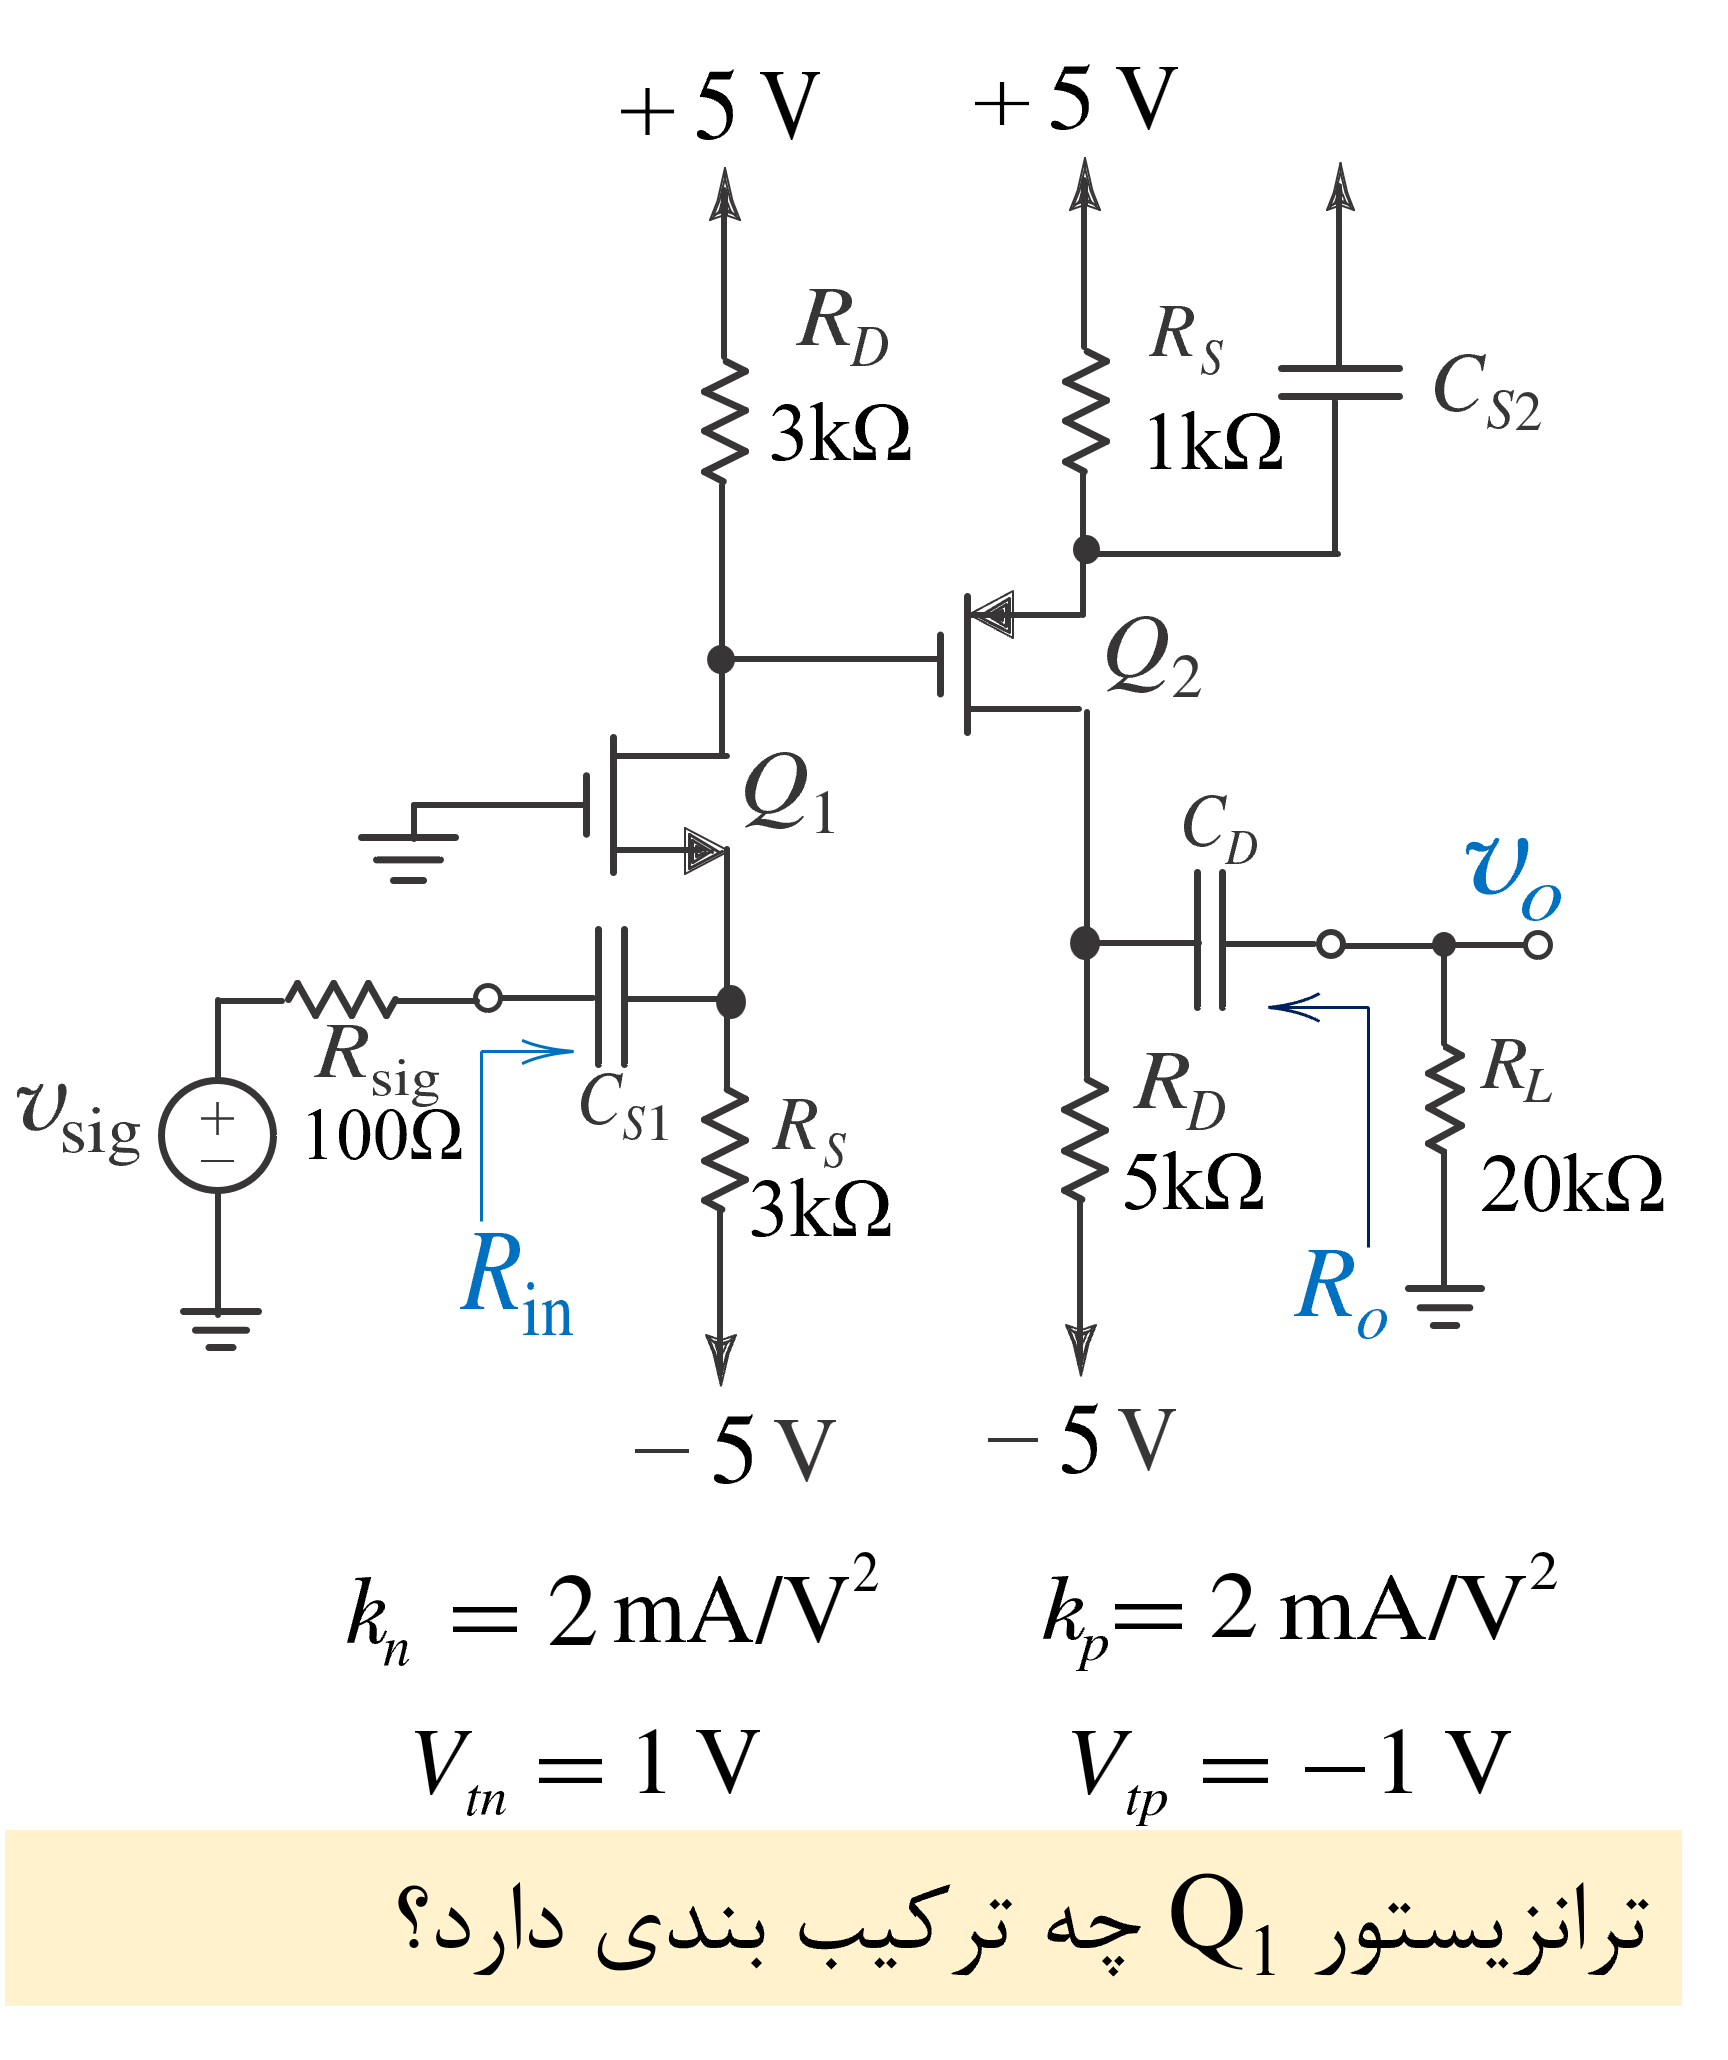 + 5 V
+ 5 V
R_D
3kΩ
R_S
1kΩ
C_S2
Q_2
Q_1
C_D
v_o
R_sig
100Ω
v_sig
C_S1
R_S
3kΩ
R_D
5kΩ
R_L
20kΩ
R_in
R_o
− 5 V
− 5 V
k_n = 2 mA/V^2
k_p = 2 mA/V^2
V_tn = 1 V
V_tp = −1 V
ترانزیستور Q_1 چه ترکیب بندی دارد؟